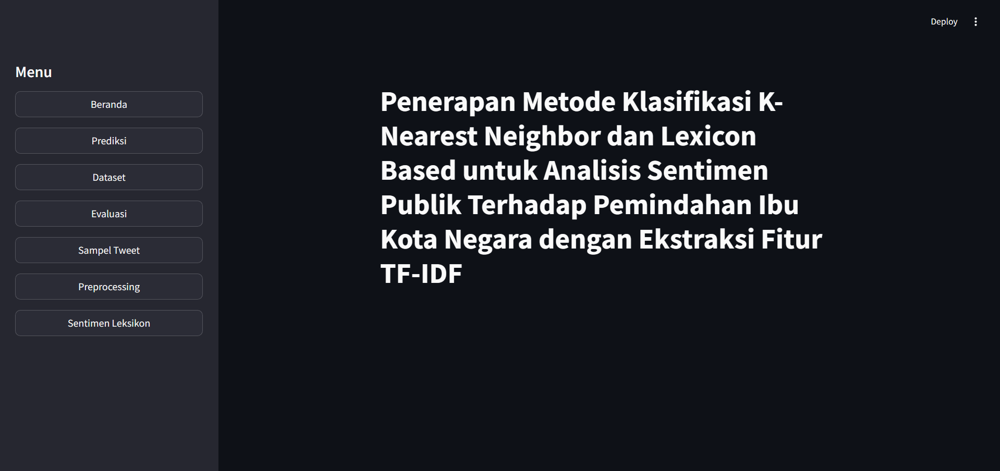 Deploy
Menu
Beranda
Prediksi
Dataset
Evaluasi
Sampel Tweet
Preprocessing
Sentimen Leksikon
Penerapan Metode Klasifikasi K-
Nearest Neighbor dan Lexicon
Based untuk Analisis Sentimen
Publik Terhadap Pemindahan Ibu
Kota Negara dengan Ekstraksi Fitur
TF-IDF